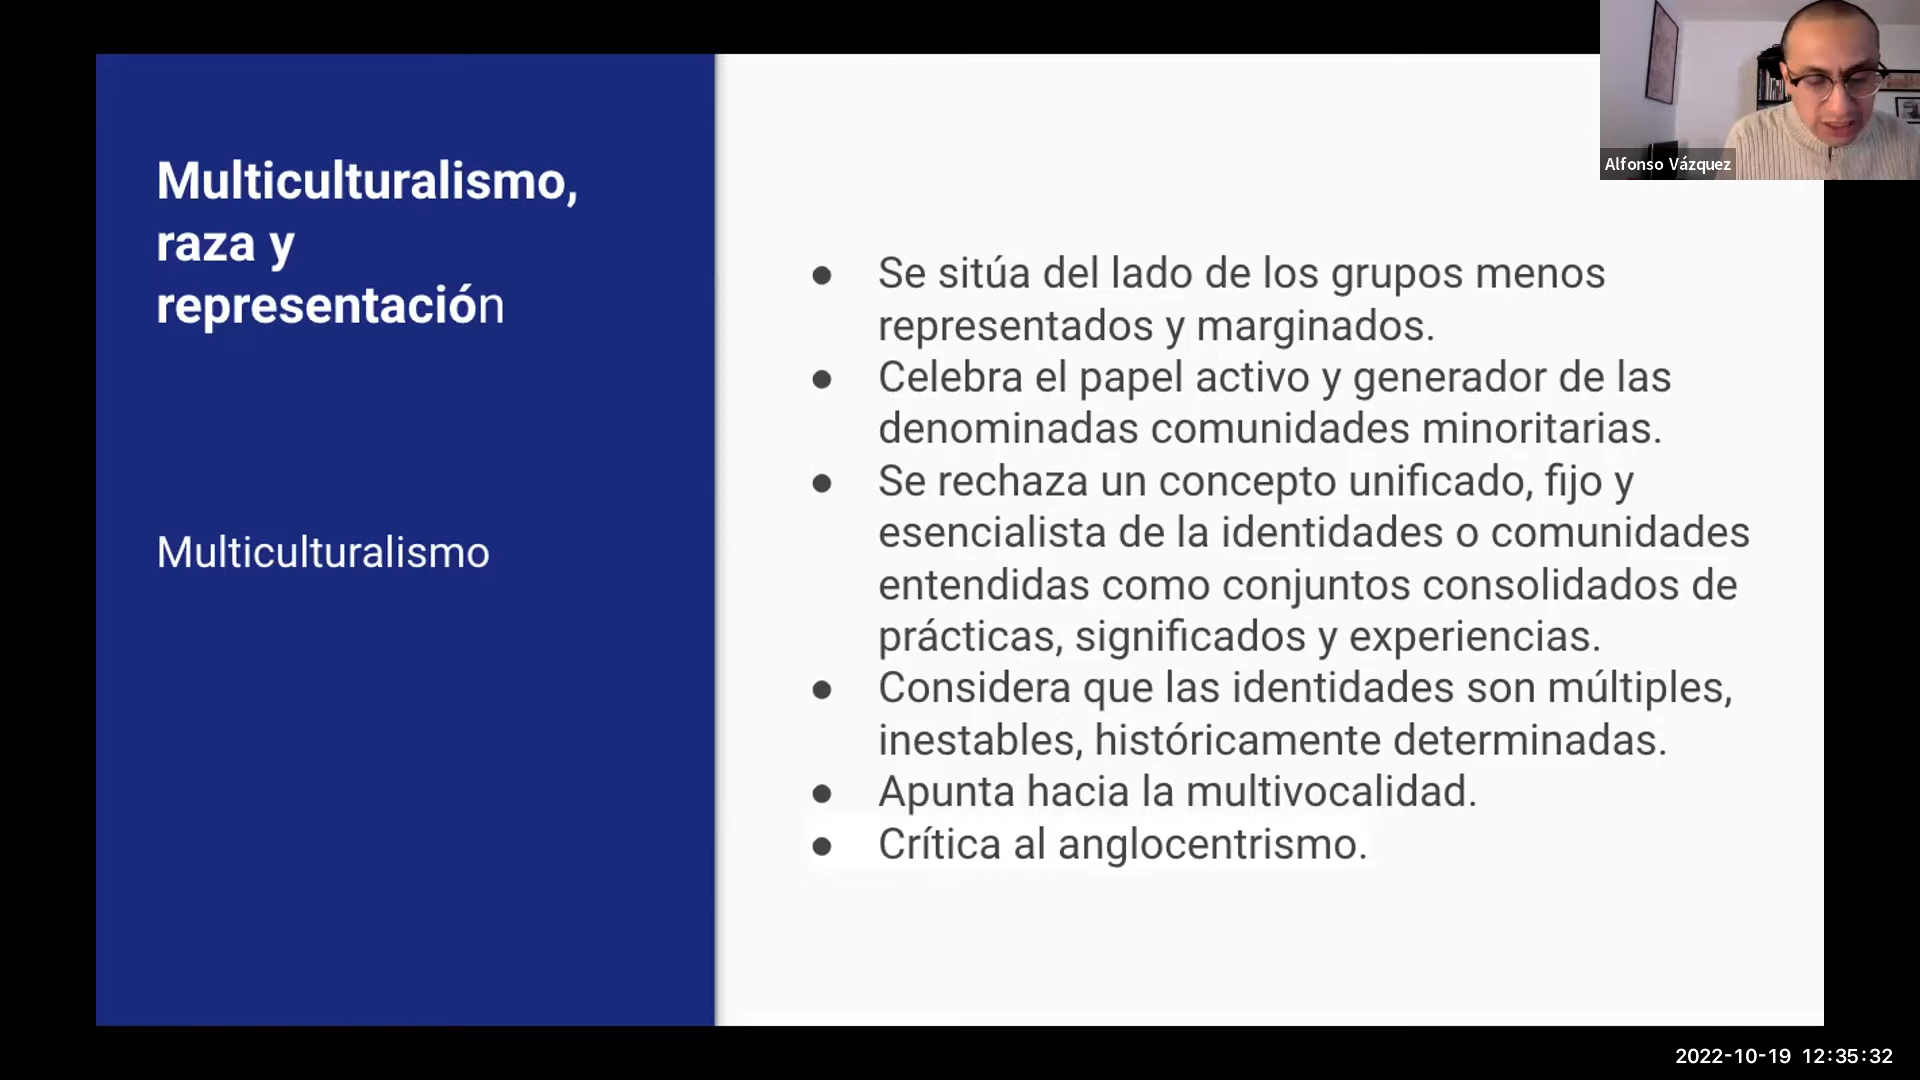 Multiculturalismo,
raza y
representación
Multiculturalismo
● Se sitúa del lado de los grupos menos
representados y marginados.
● Celebra el papel activo y generador de las
denominadas comunidades minoritarias.
● Se rechaza un concepto unificado, fijo y
esencialista de la identidades o comunidades
entendidas como conjuntos consolidados de
prácticas, significados y experiencias.
● Considera que las identidades son múltiples,
inestables, históricamente determinadas.
● Apunta hacia la multivocalidad.
● Crítica al anglocentrismo.
Alfonso Vázquez
2022-10-19 12:35:32